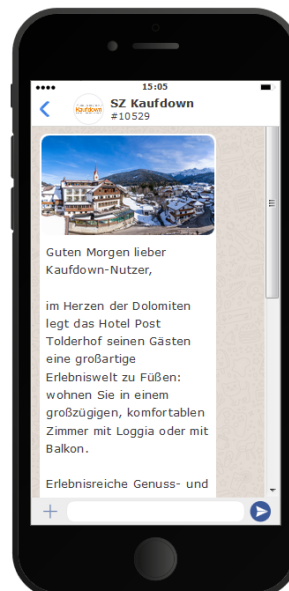 15:05
SZ Kaufdown
#10529
Kaufdown
Guten Morgen lieber
Kaufdown-Nutzer,
im Herzen der Dolomiten
legt das Hotel Post
Tolderhof seinen Gästen
eine großartige
Erlebniswelt zu Füßen:
wohnen Sie in einem
großzügigen, komfortablen
Zimmer mit Loggia oder mit
Balkon.
Erlebnisreiche Genuss- und